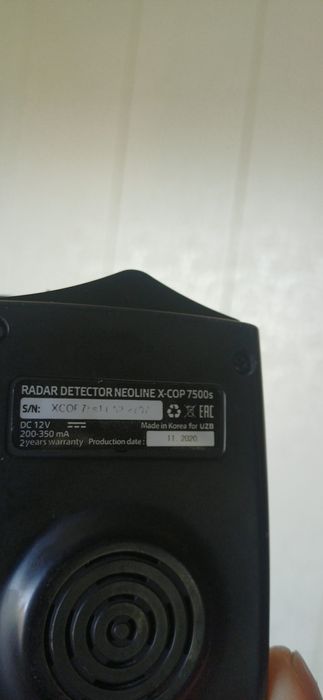 RADAR DETECTOR NEOLINE X-COP 7500s
S/N:
EAC
DC 12V
Made in Korea for UZB
200-350 mA
2years warranty Production date : 11. 2020